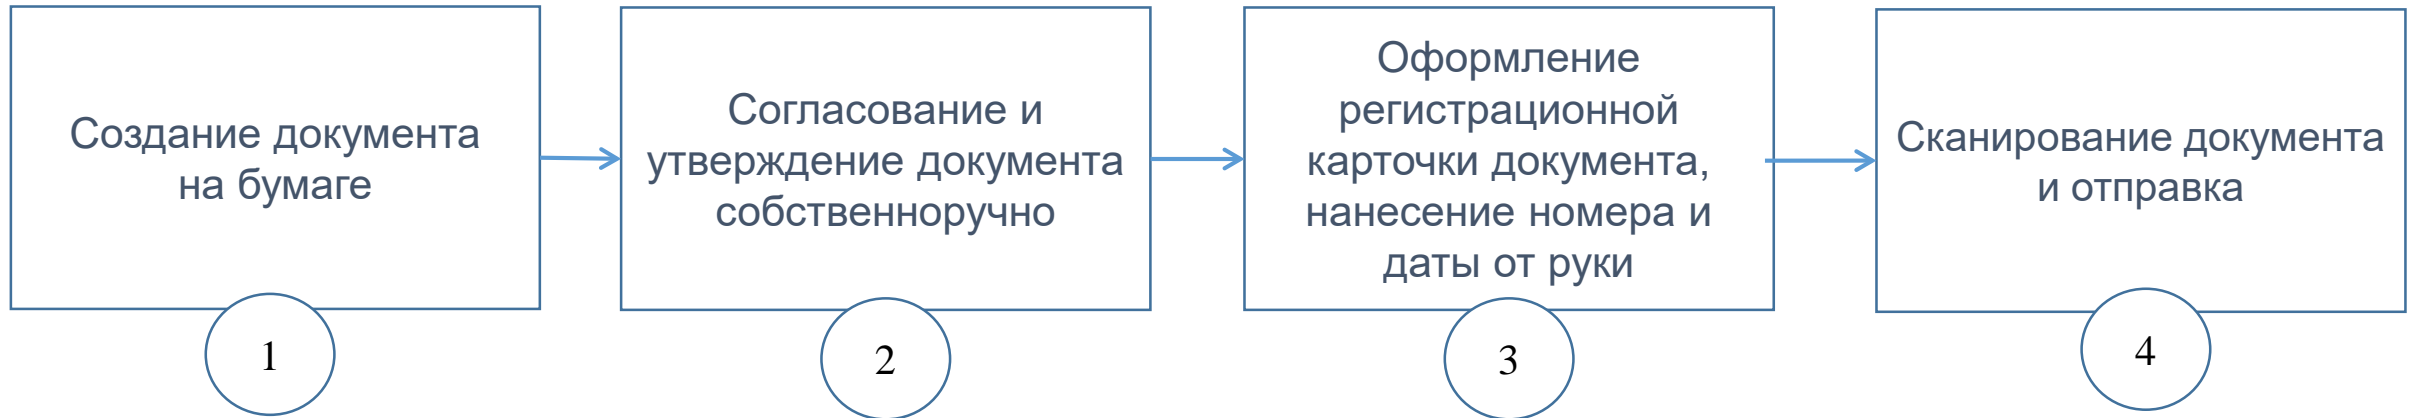 Создание документа
на бумаге
1
Согласование и
утверждение документа
собственноручно
2
Оформление
регистрационной
карточки документа,
нанесение номера и
даты от руки
3
Сканирование документа
и отправка
4